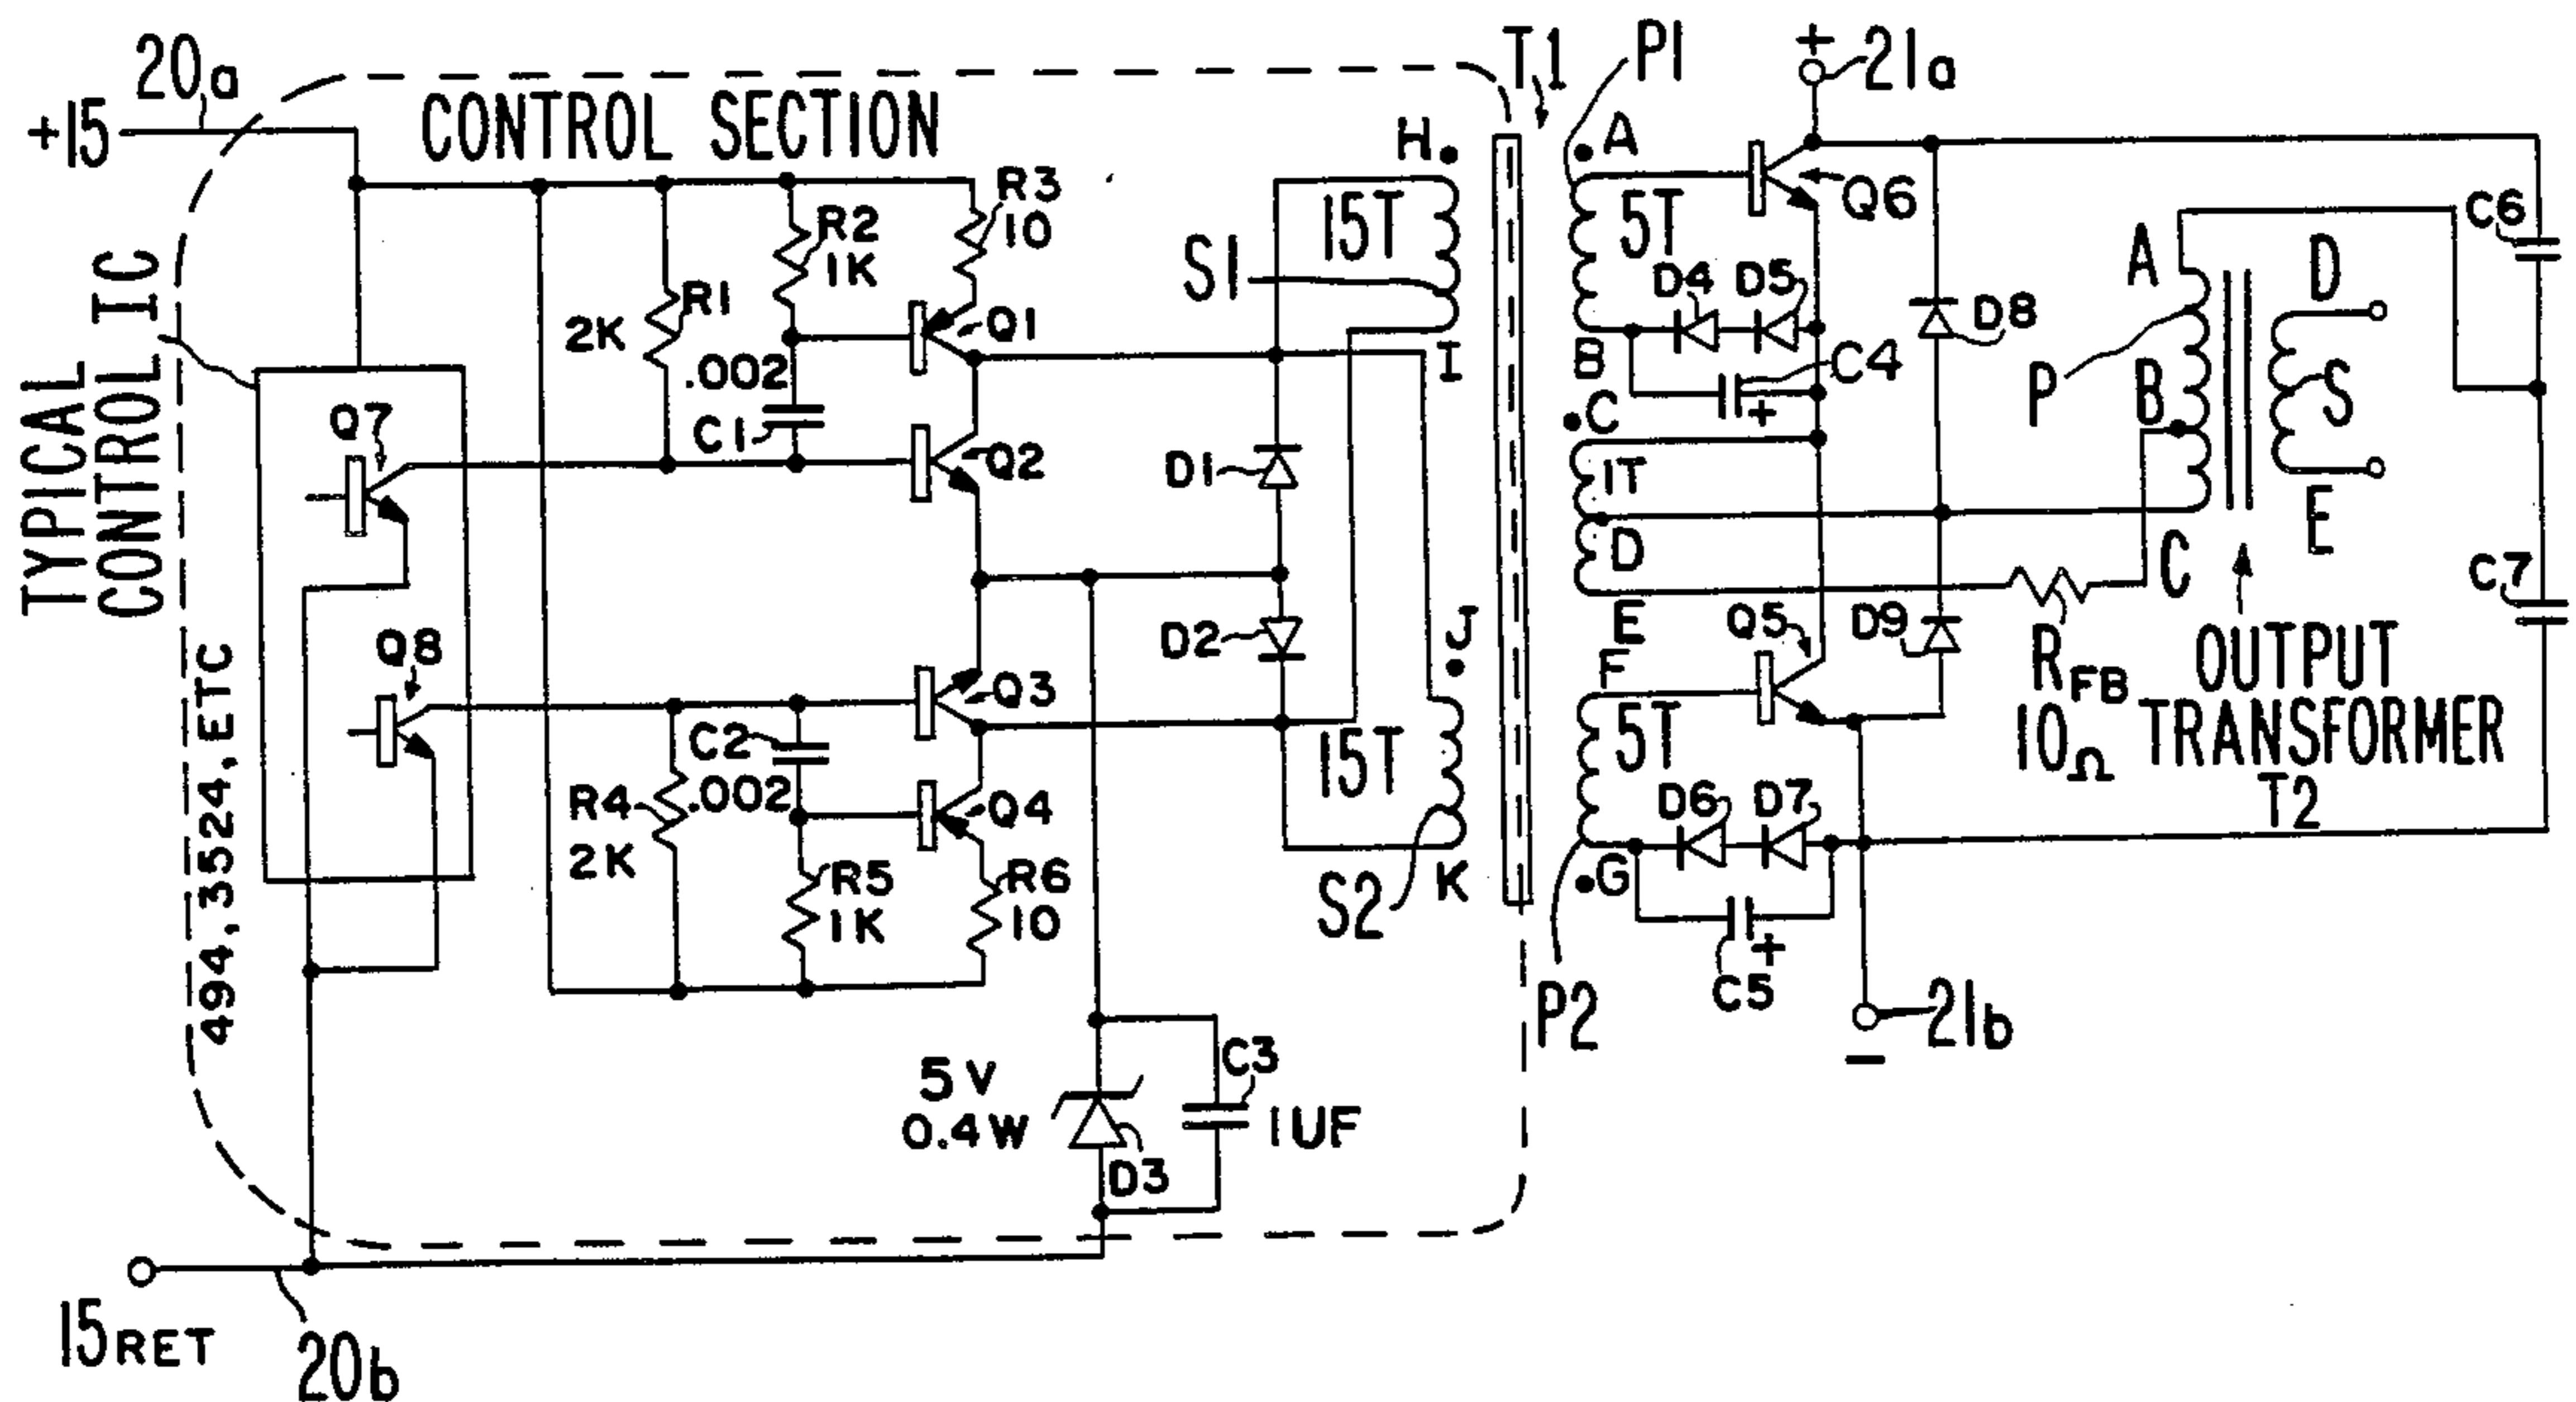 20a
+15
CONTROL SECTION
T1
P1
+
21a
H
A
R3
10
R2
1K
15T
5T
Q6
C6
S1
R1
2K
Q1
D4
D5
D8
A
D
TYPICAL
CONTROL IC
.002
I
B
C4
+
P
B
S
Q7
C1
C
Q2
D1
1T
D
E
C
C7
Q8
D2
J
E
Q5
D9
RFB
10Ω
OUTPUT
TRANSFORMER
T2
494, 3524, ETC
Q3
F
C2
.002
15T
5T
R4
2K
Q4
D6
D7
R5
1K
R6
10
S2
K
G
C5
+
P2
21b
−
5V
0.4W
C3
1UF
D3
15RET
20b